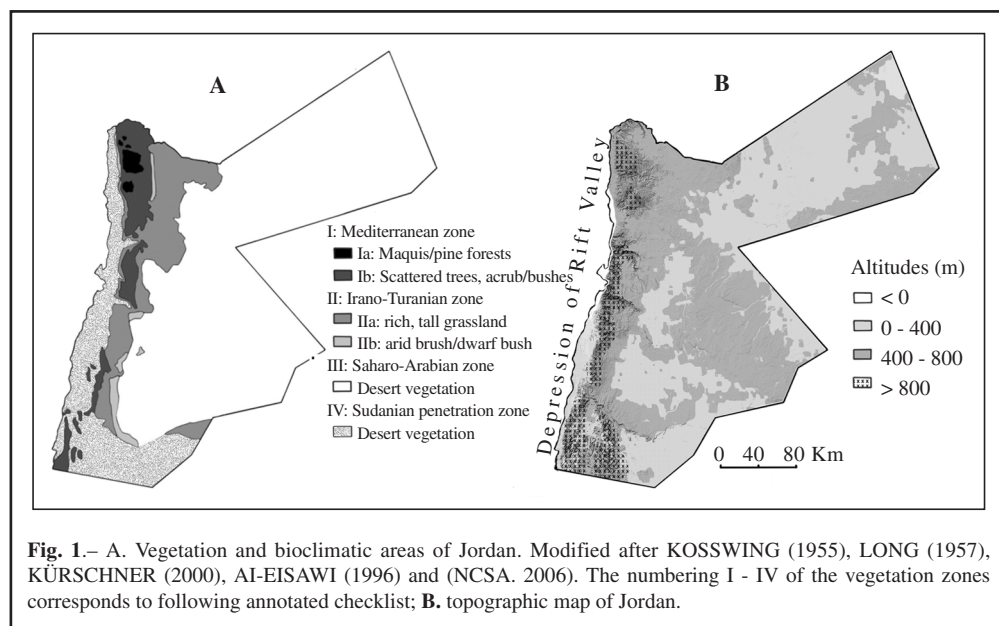 A
B
I: Mediterranean zone
Ia: Maquis/pine forests
Ib: Scattered trees, acrub/bushes
II: Irano-Turanian zone
IIa: rich, tall grassland
IIb: arid brush/dwarf bush
III: Saharo-Arabian zone
Desert vegetation
IV: Sudanian penetration zone
Desert vegetation
Depression of Rift Valley
Altitudes (m)
< 0
0 - 400
400 - 800
> 800
0 40 80 Km
Fig. 1.– A. Vegetation and bioclimatic areas of Jordan. Modified after KOSSWING (1955), LONG (1957),
KÜRSCHNER (2000), AI-EISAWI (1996) and (NCSA. 2006). The numbering I - IV of the vegetation zones
corresponds to following annotated checklist; B. topographic map of Jordan.